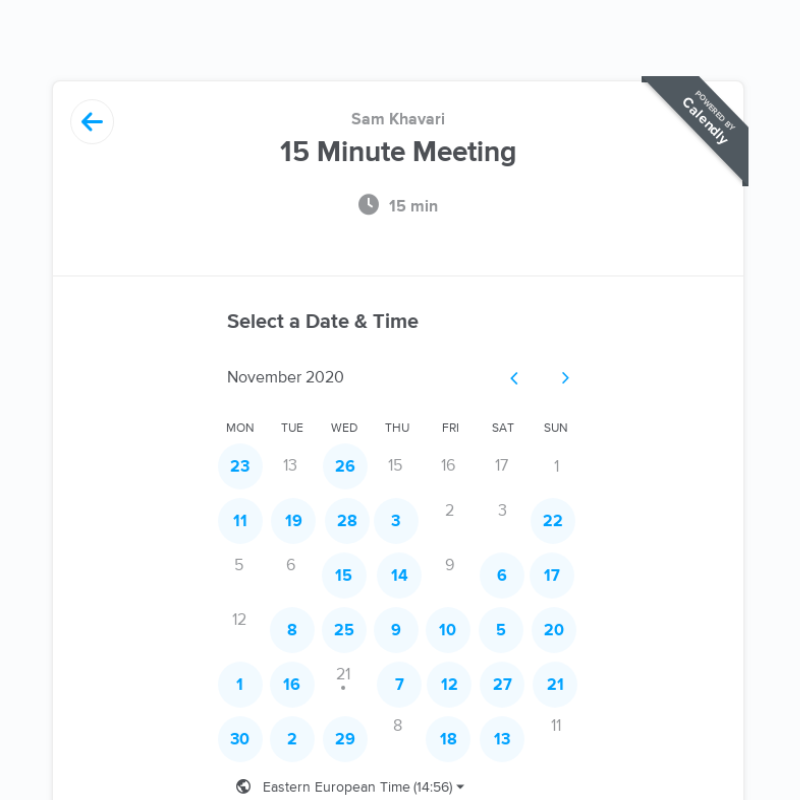 Sam Khavari
15 Minute Meeting
15 min
POWERED BY
Calendly
Select a Date & Time
November 2020
MON TUE WED THU FRI SAT SUN
23 13 26 15 16 17 1
11 19 28 3 2 3 22
5 6 15 14 9 6 17
12 8 25 9 10 5 20
1 16 21 7 12 27 21
30 2 29 8 18 13 11
Eastern European Time (14:56)